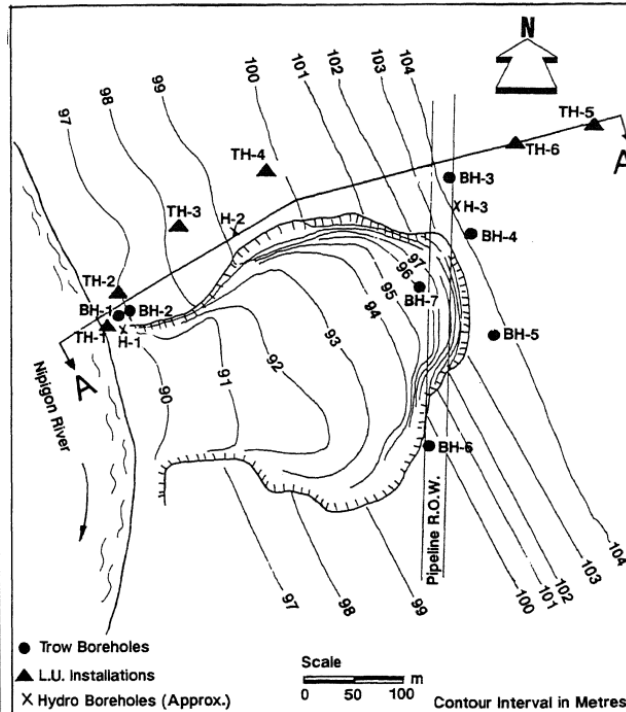 N
100
101
102
103
104
99
98
97
TH-5
TH-6
A
TH-4
BH-3
H-3
TH-3
H-2
BH-4
97
96
95
94
BH-7
TH-2
BH-1
BH-2
TH-1
H-1
93
92
91
90
BH-5
A
Nipigon River
BH-6
Pipeline R.O.W.
97
98
99
100
101
102
103
104
Trow Boreholes
L.U. Installations
X Hydro Boreholes (Approx.)
Scale
m
0 50 100
Contour Interval in Metres